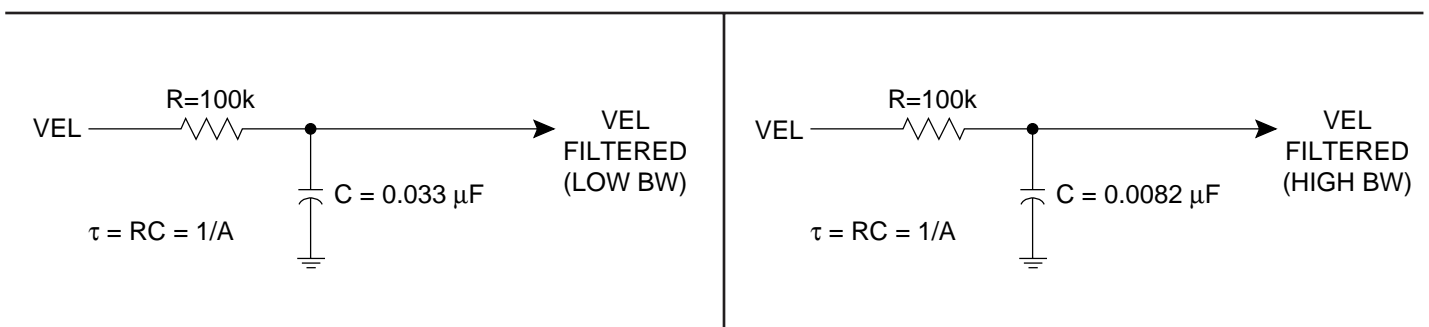 R=100k
VEL
VEL
FILTERED
(LOW BW)
C = 0.033 μF
τ = RC = 1/A
R=100k
VEL
VEL
FILTERED
(HIGH BW)
C = 0.0082 μF
τ = RC = 1/A